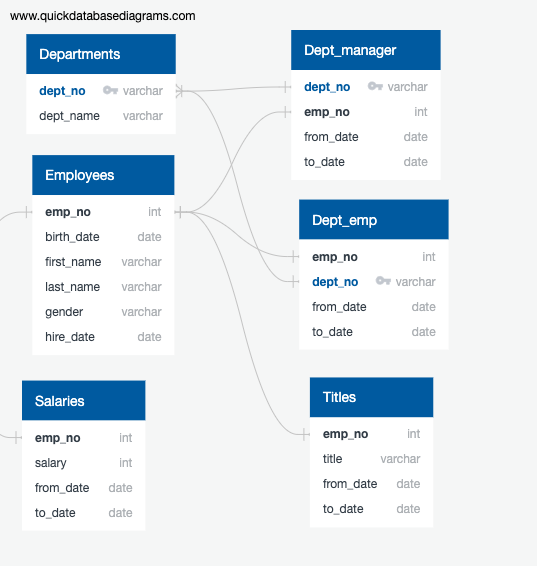 www.quickdatabasediagrams.com
Departments
dept_no varchar
dept_name varchar
Dept_manager
dept_no varchar
emp_no int
from_date date
to_date date
Employees
emp_no int
birth_date date
first_name varchar
last_name varchar
gender varchar
hire_date date
Dept_emp
emp_no int
dept_no varchar
from_date date
to_date date
Salaries
emp_no int
salary int
from_date date
to_date date
Titles
emp_no int
title varchar
from_date date
to_date date